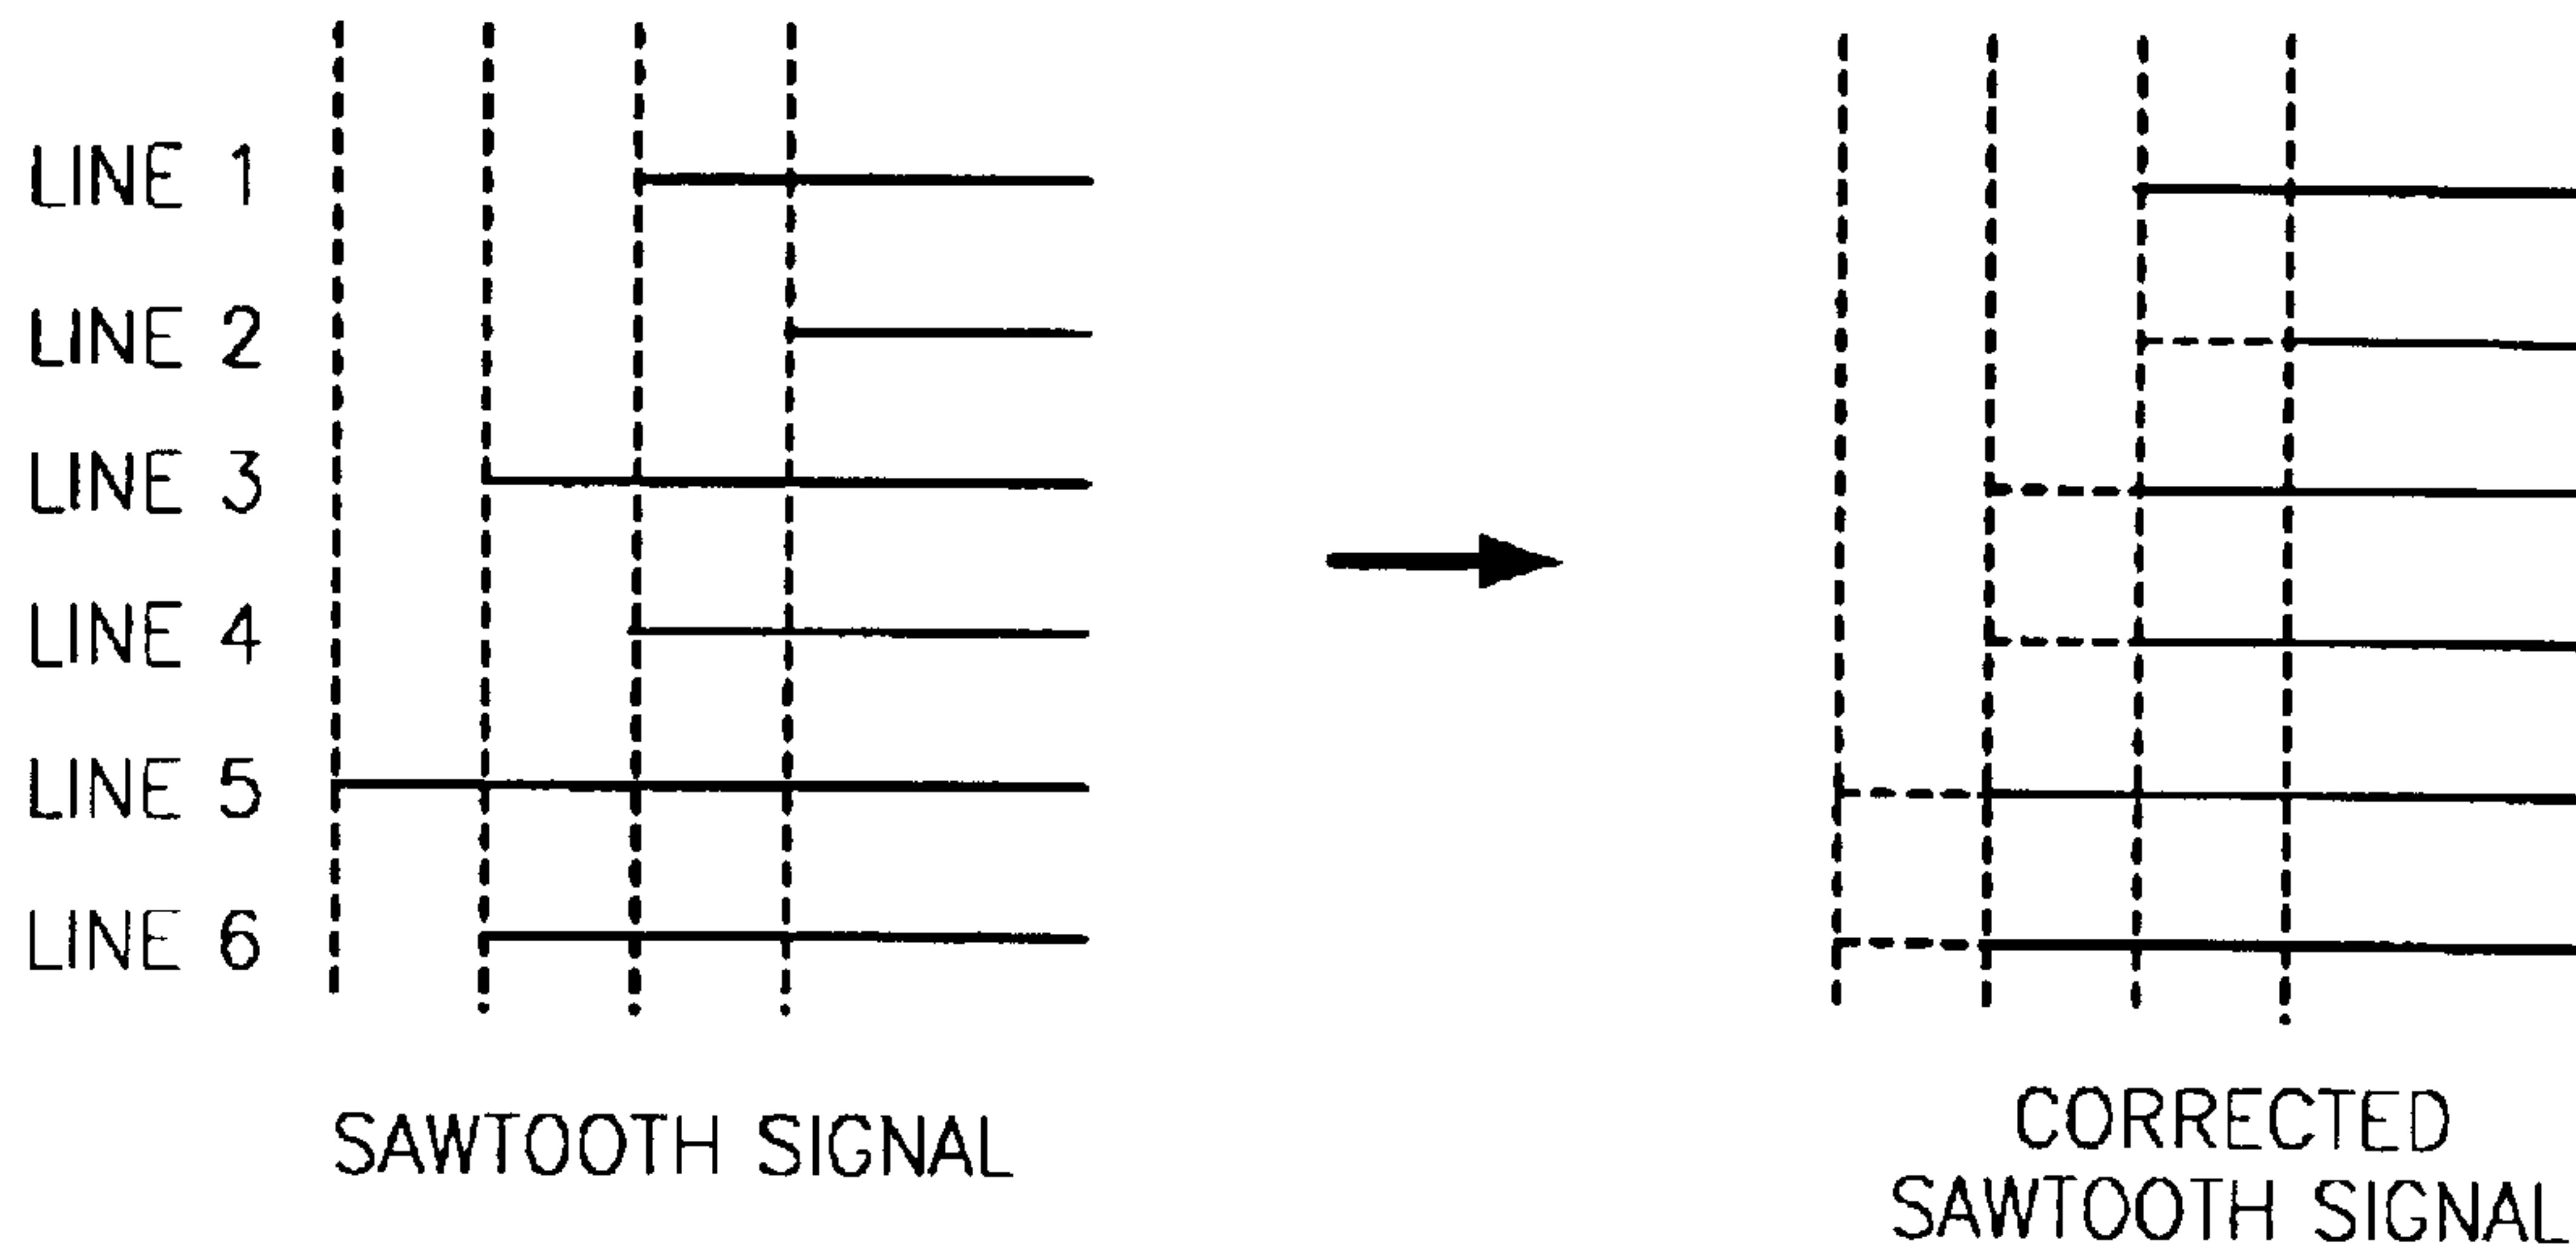 LINE 1
LINE 2
LINE 3
LINE 4
LINE 5
LINE 6
SAWTOOTH SIGNAL
CORRECTED
SAWTOOTH SIGNAL